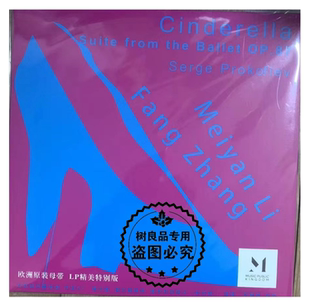 Cinderella
Suite from the Ballet OP
Serge
Meiyan Li
Fang Zhang
树良品专用
盗图必究
欧洲原装母带 LP精美特别版
M